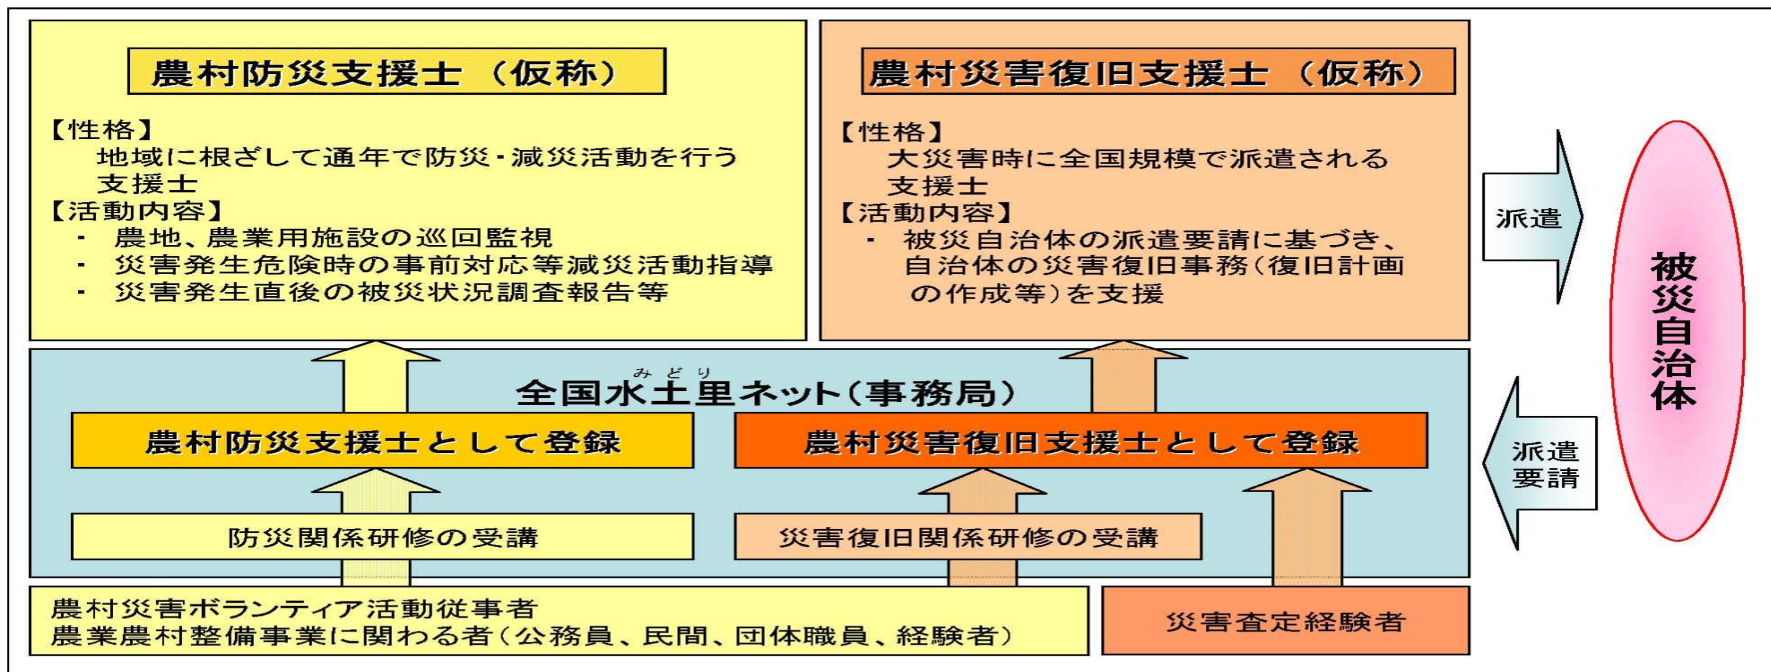 農村防災支援士（仮称）
【性格】
地域に根ざして通年で防災・減災活動を行う
支援士
【活動内容】
・ 農地、農業用施設の巡回監視
・ 災害発生危険時の事前対応等減災活動指導
・ 災害発生直後の被災状況調査報告等
農村災害復旧支援士（仮称）
【性格】
大災害時に全国規模で派遣される
支援士
【活動内容】
・ 被災自治体の派遣要請に基づき、
自治体の災害復旧事務（復旧計画
の作成等）を支援
派遣
被災自治体
派遣
要請
みどり
全国水土里ネット（事務局）
農村防災支援士として登録
農村災害復旧支援士として登録
防災関係研修の受講
災害復旧関係研修の受講
農村災害ボランティア活動従事者
農業農村整備事業に関わる者（公務員、民間、団体職員、経験者）
災害査定経験者